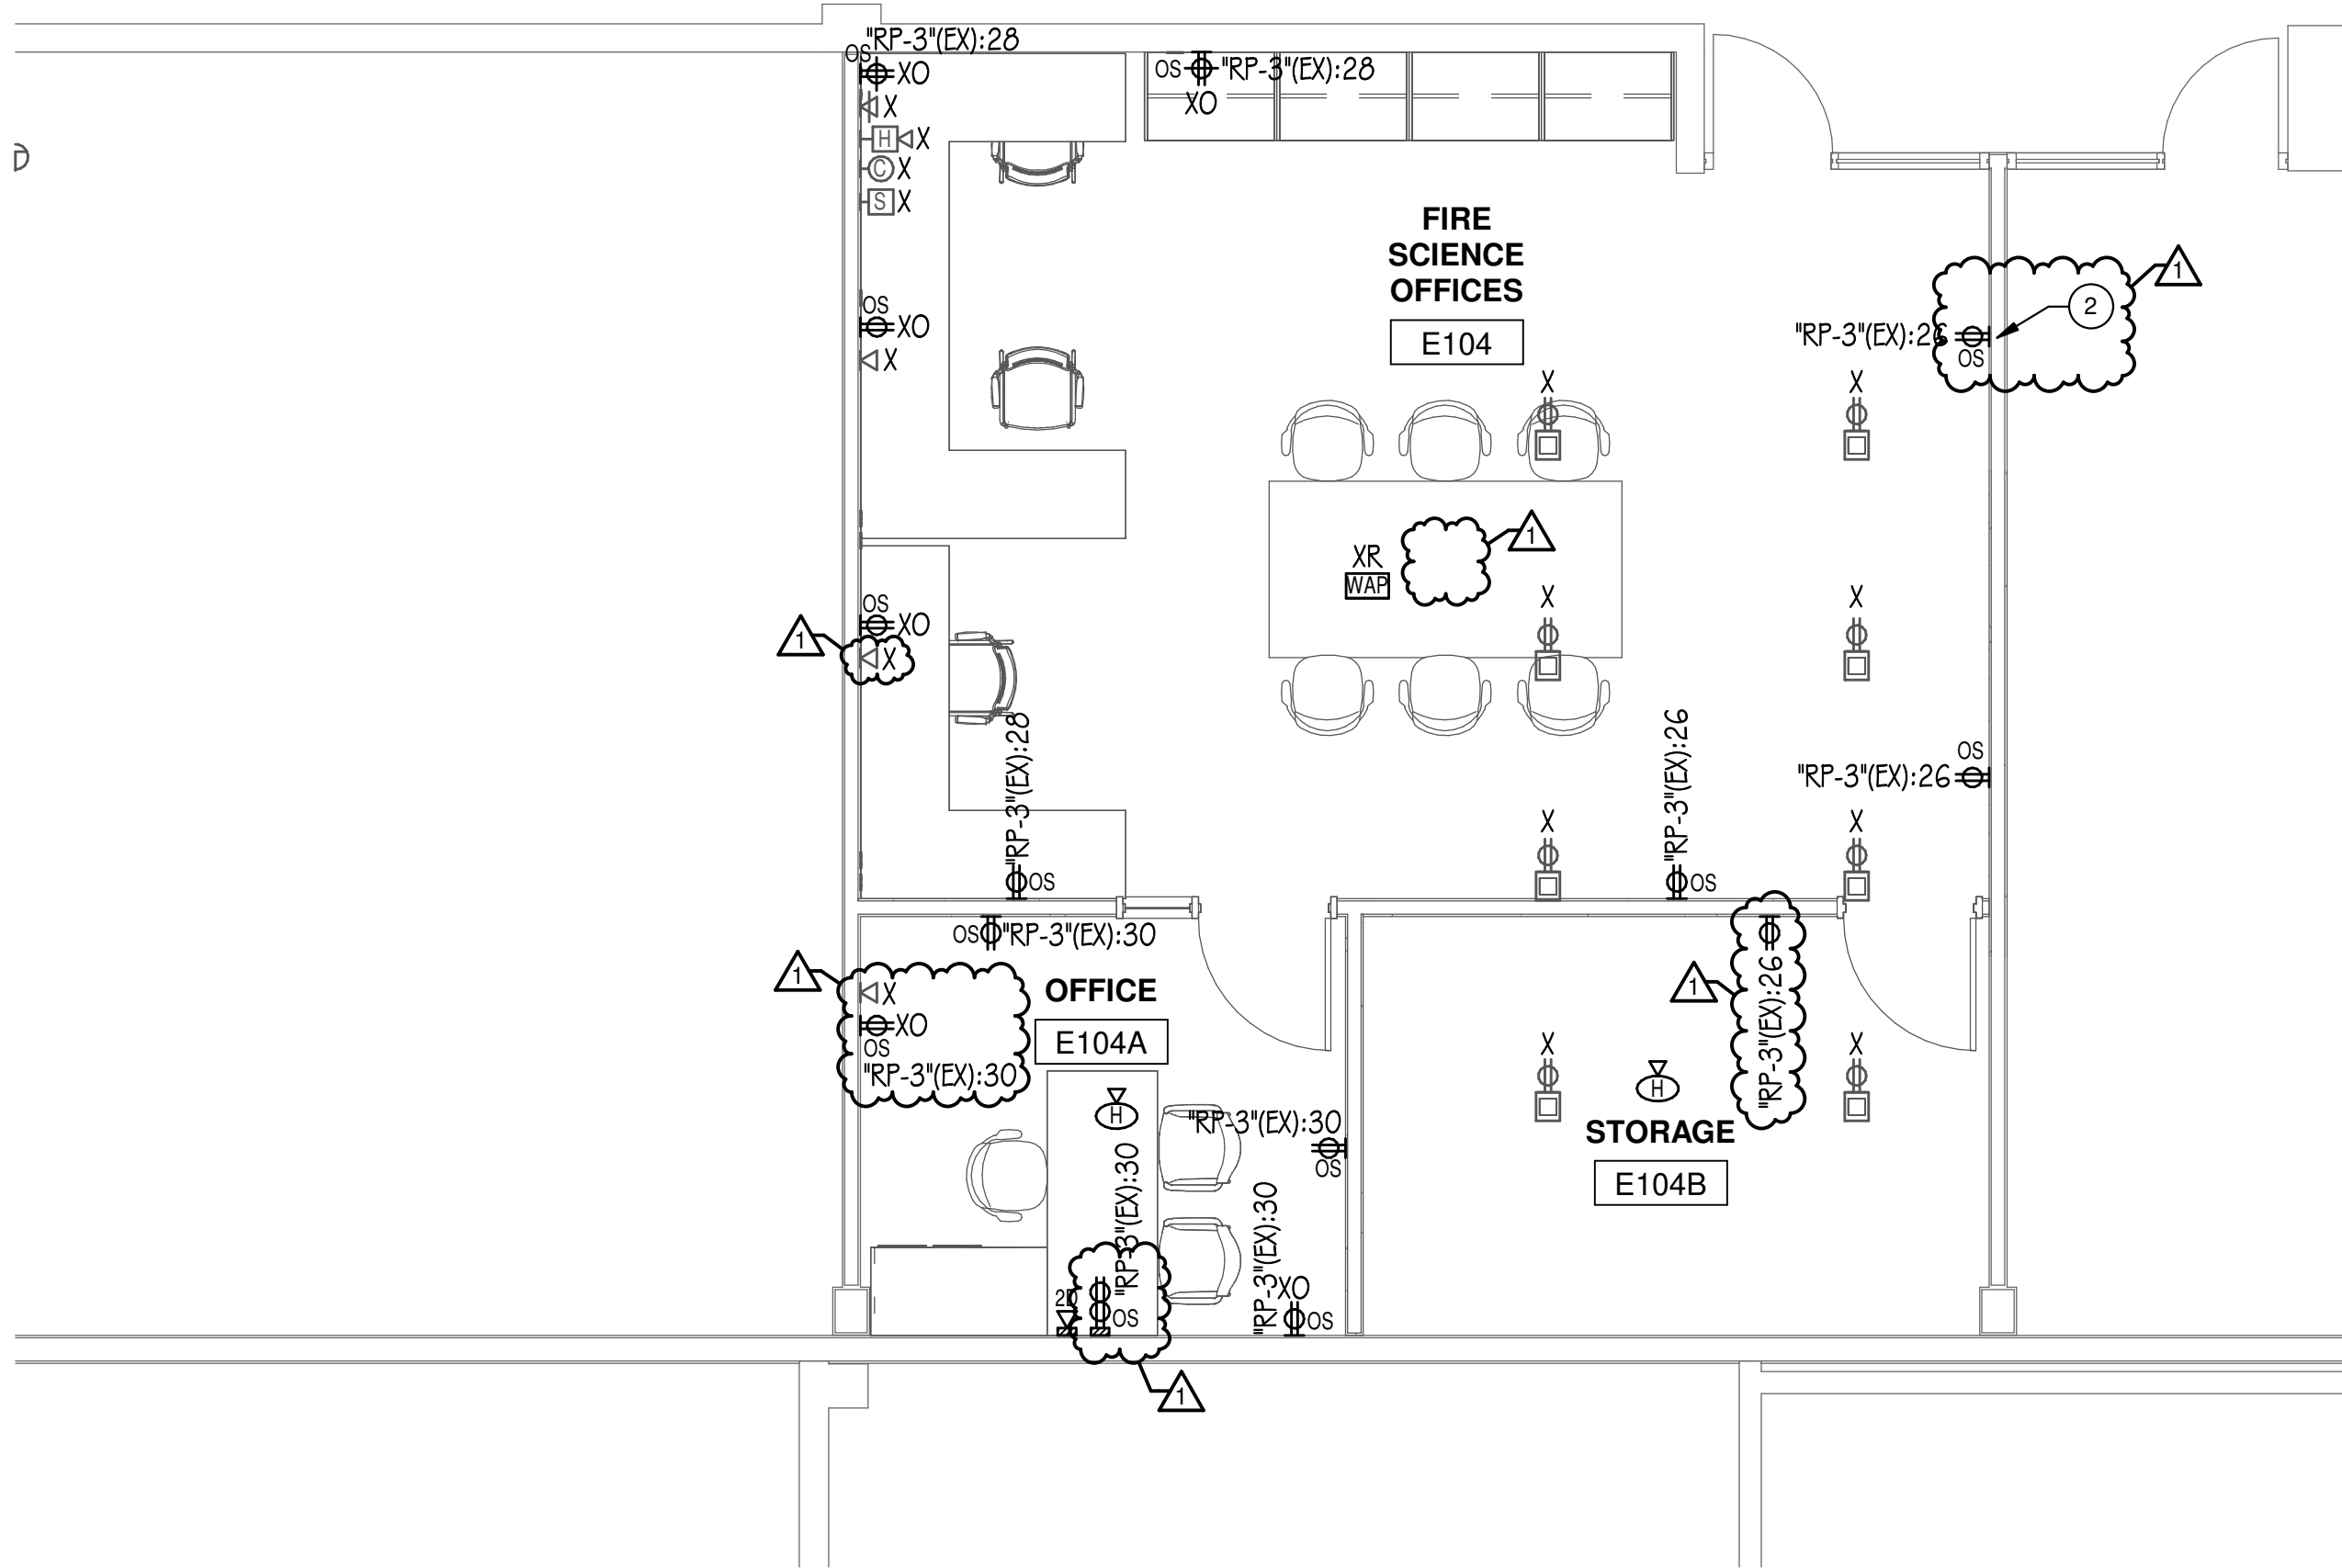 "RP-3"(EX):28
OS
XO
OS
"RP-3"(EX):28
XO
X
H
X
C
X
S
X
FIRE
SCIENCE
OFFICES
E104
1
2
"RP-3"(EX):26
OS
OS
XO
X
X
X
XR
WAP
1
X
X
OS
XO
1
X
"RP-3"(EX):28
OS
"RP-3"(EX):26
OS
OS
"RP-3"(EX):26
X
X
OS
"RP-3"(EX):30
1
X
XO
OS
"RP-3"(EX):30
OFFICE
E104A
1
"RP-3"(EX):26
X
X
H
H
STORAGE
E104B
"RP-3"(EX):30
OS
"RP-3"(EX):30
2D
OS
"RP-3"(EX):30
XO
OS
1